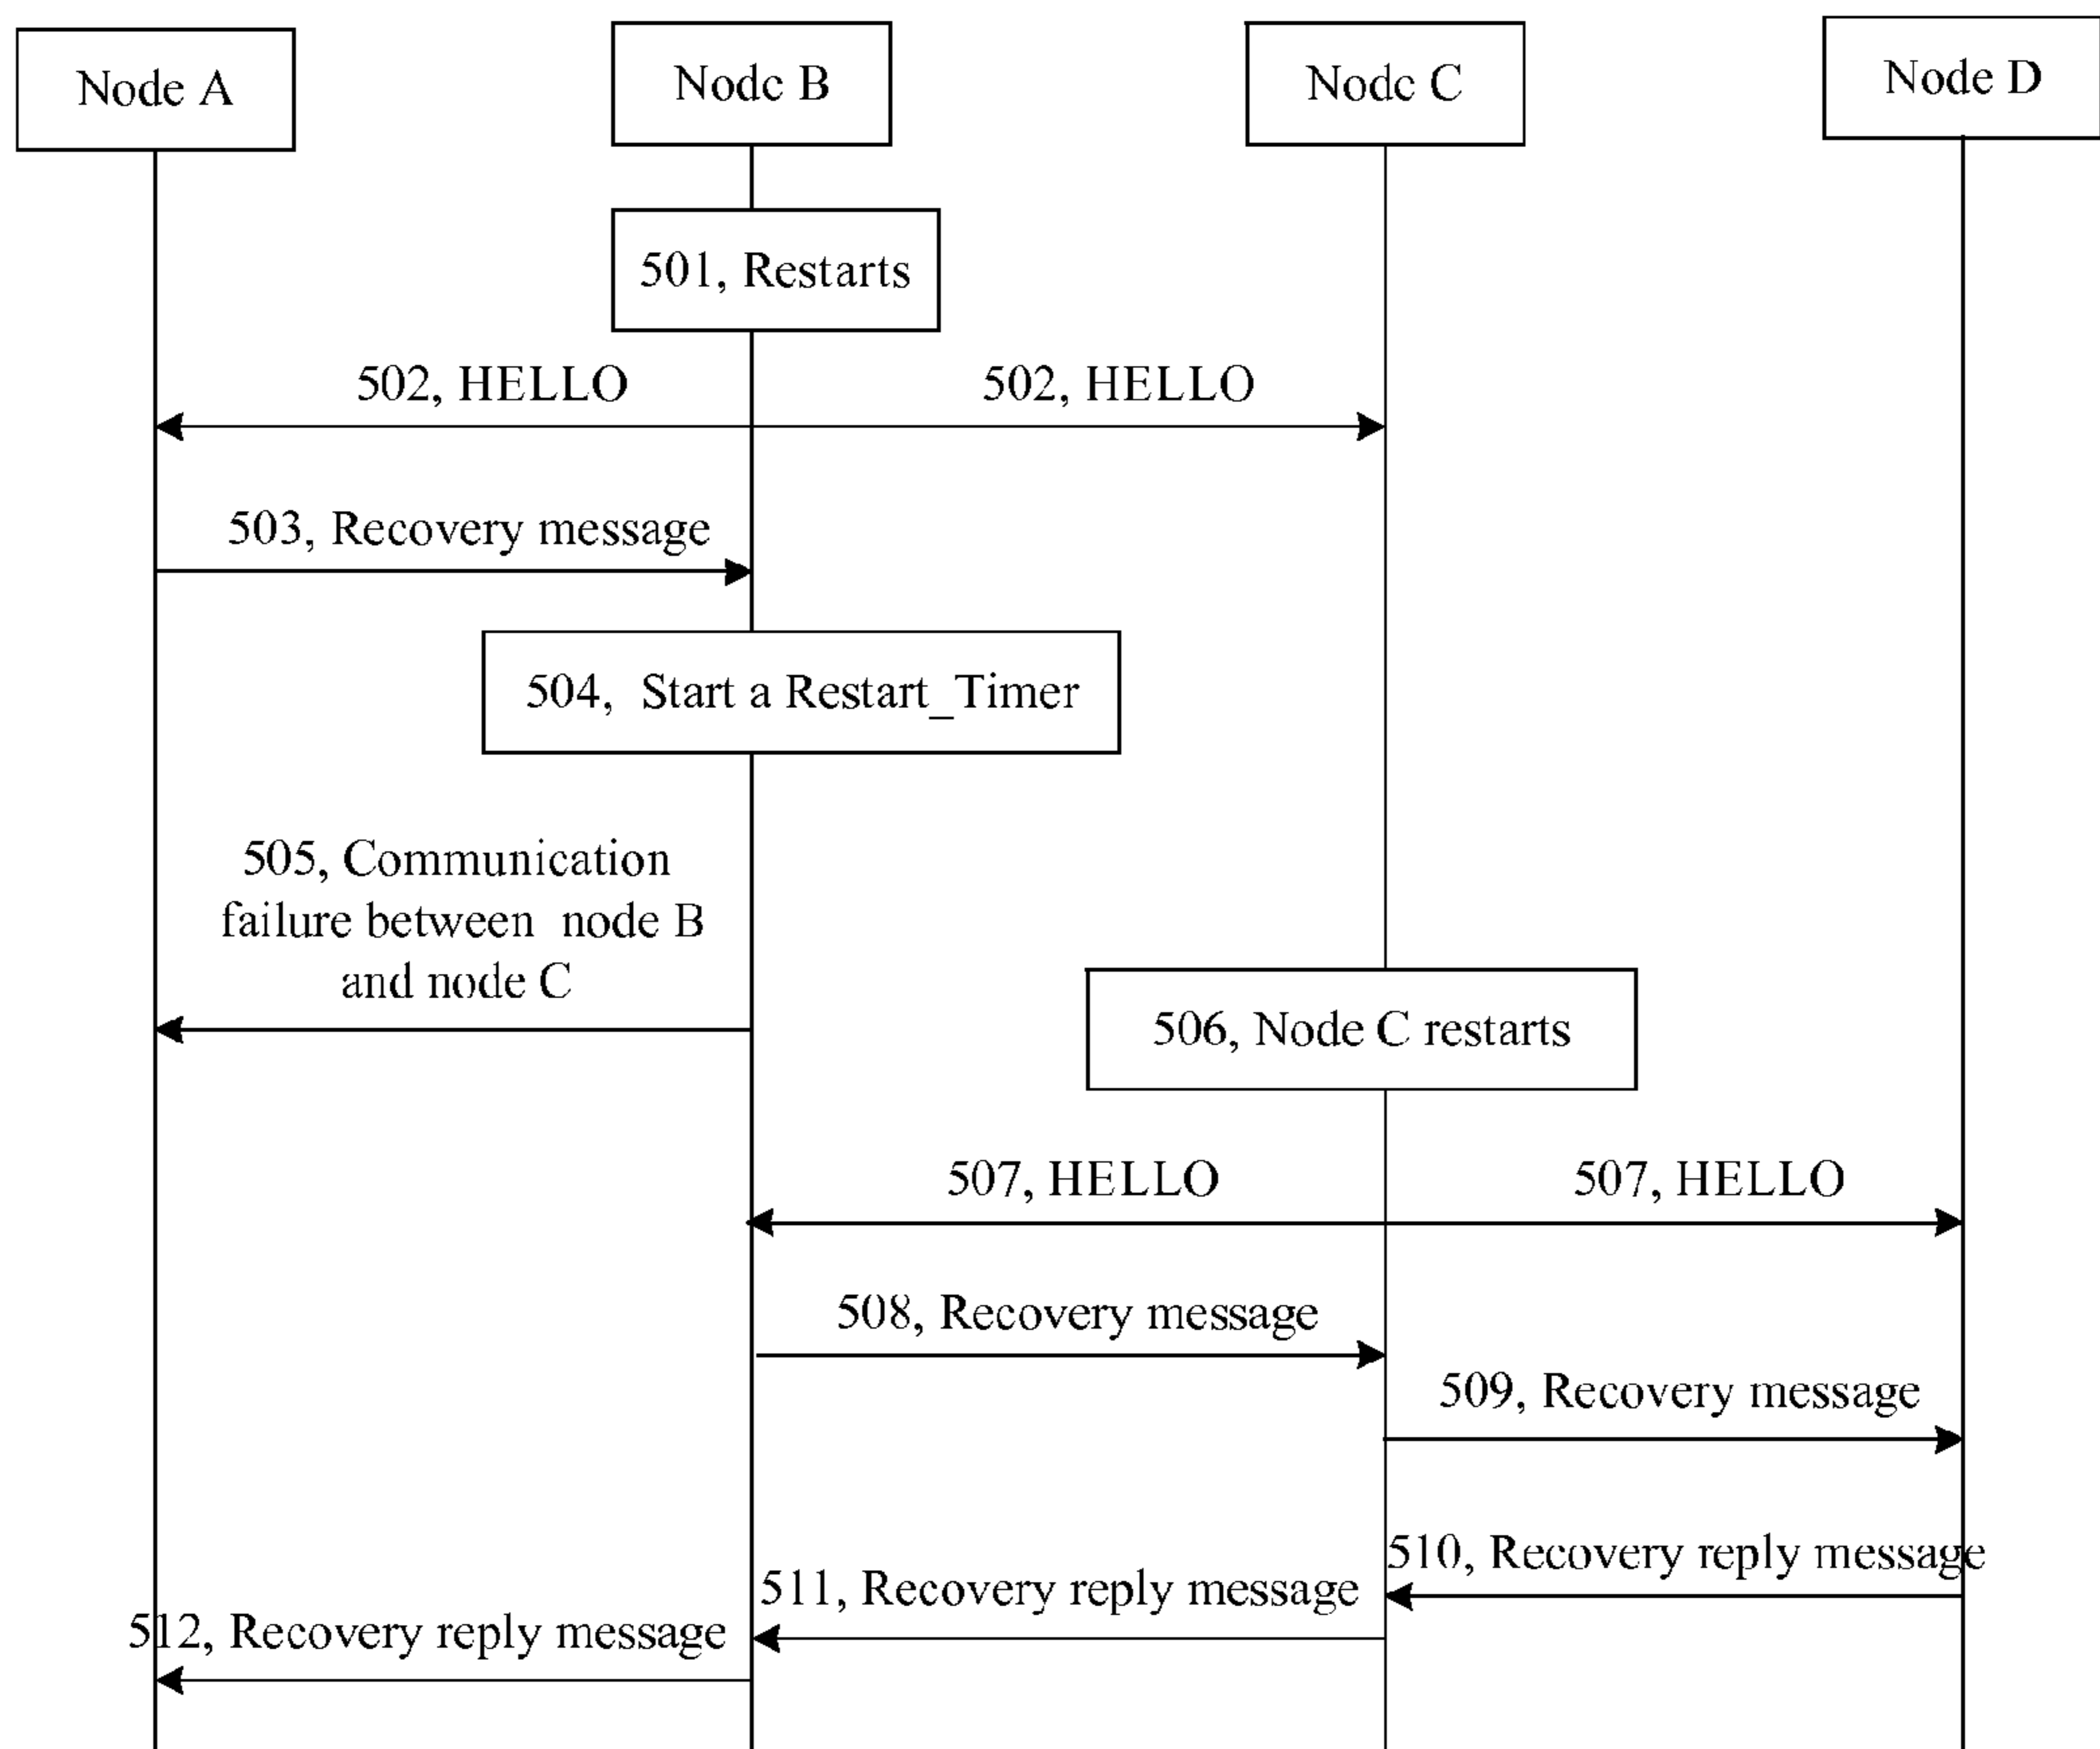 Node A
Node B
Node C
Node D
501, Restarts
502, HELLO
502, HELLO
503, Recovery message
504, Start a Restart_Timer
505, Communication
failure between node B
and node C
506, Node C restarts
507, HELLO
507, HELLO
508, Recovery message
509, Recovery message
510, Recovery reply message
511, Recovery reply message
512, Recovery reply message